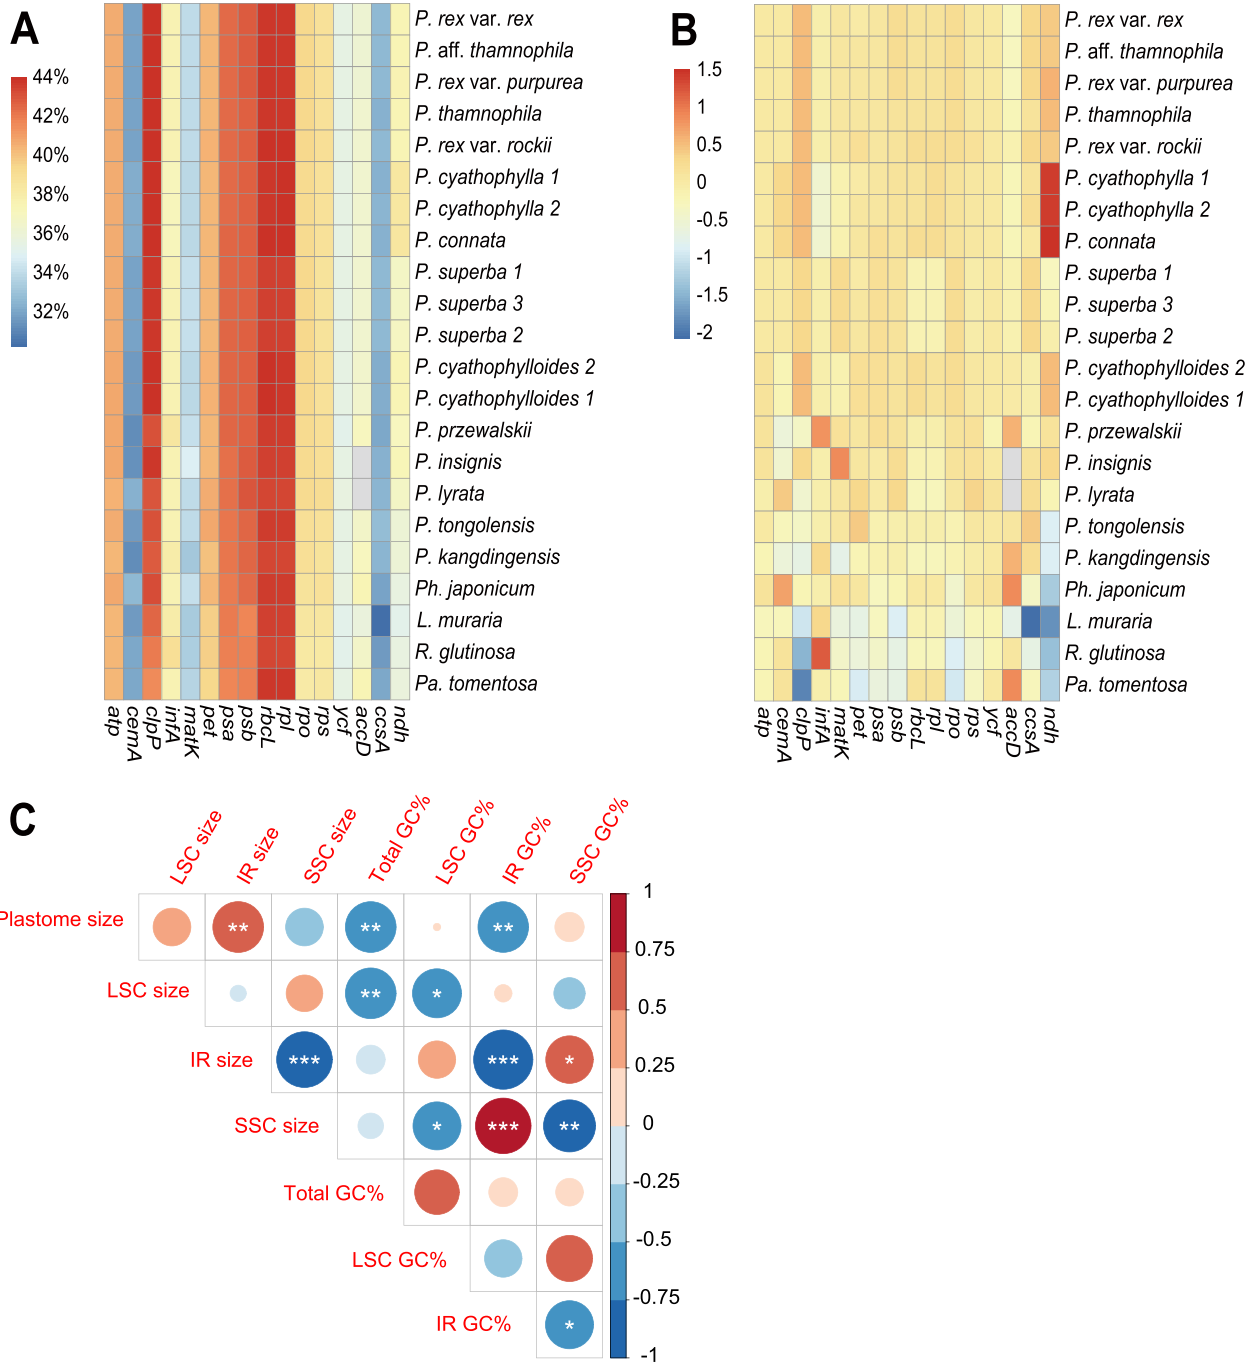 A
44%
42%
40%
38%
36%
34%
32%
P. rex var. rex
P. aff. thamnophila
P. rex var. purpurea
P. thamnophila
P. rex var. rockii
P. cyathophylla 1
P. cyathophylla 2
P. connata
P. superba 1
P. superba 3
P. superba 2
P. cyathophylloides 2
P. cyathophylloides 1
P. przewalskii
P. insignis
P. lyrata
P. tongolensis
P. kangdingensis
Ph. japonicum
L. muraria
R. glutinosa
Pa. tomentosa
atp cemA clpP infA matK pet psa psb rbcL rpl rpo rps ycf accD ccsA ndh
B
1.5
1
0.5
0
-0.5
-1
-1.5
-2
P. rex var. rex
P. aff. thamnophila
P. rex var. purpurea
P. thamnophila
P. rex var. rockii
P. cyathophylla 1
P. cyathophylla 2
P. connata
P. superba 1
P. superba 3
P. superba 2
P. cyathophylloides 2
P. cyathophylloides 1
P. przewalskii
P. insignis
P. lyrata
P. tongolensis
P. kangdingensis
Ph. japonicum
L. muraria
R. glutinosa
Pa. tomentosa
atp cemA clpP infA matK pet psa psb rbcL rpl rpo rps ycf accD ccsA ndh
C
LSC size IR size SSC size Total GC% LSC GC% IR GC% SSC GC%
Plastome size ** ** **
LSC size ** *
IR size *** *** *
SSC size * *** **
Total GC%
LSC GC%
IR GC% *
1
0.75
0.5
0.25
0
-0.25
-0.5
-0.75
-1